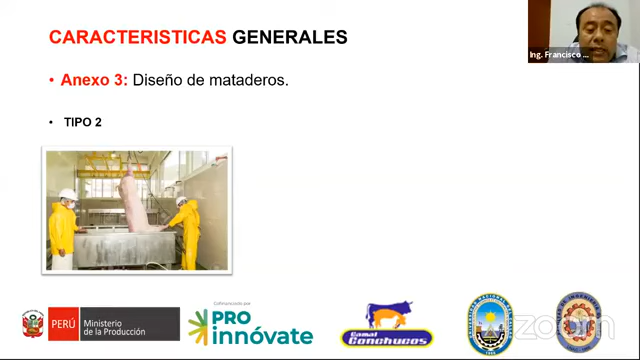 CARACTERISTICAS GENERALES
Ing. Francisco ...
• Anexo 3: Diseño de mataderos.
• TIPO 2
Cofinanciado por:
PERÚ Ministerio
de la Producción
PRO
innóvate
Camal
Conchucos
zoom